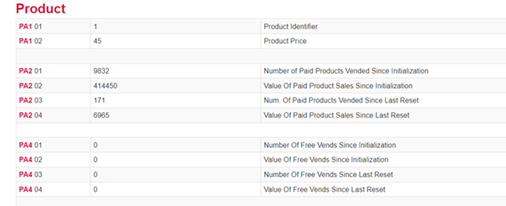 Product
PA1 01 1 Product Identifier
PA1 02 45 Product Price
PA2 01 9832 Number of Paid Products Vended Since Initialization
PA2 02 414450 Value Of Paid Product Sales Since Initialization
PA2 03 171 Num. Of Paid Products Vended Since Last Reset
PA2 04 6965 Value Of Paid Product Sales Since Last Reset
PA4 01 0 Number Of Free Vends Since Initialization
PA4 02 0 Value Of Free Vends Since Initialization
PA4 03 0 Number Of Free Vends Since Last Reset
PA4 04 0 Value Of Free Vends Since Last Reset